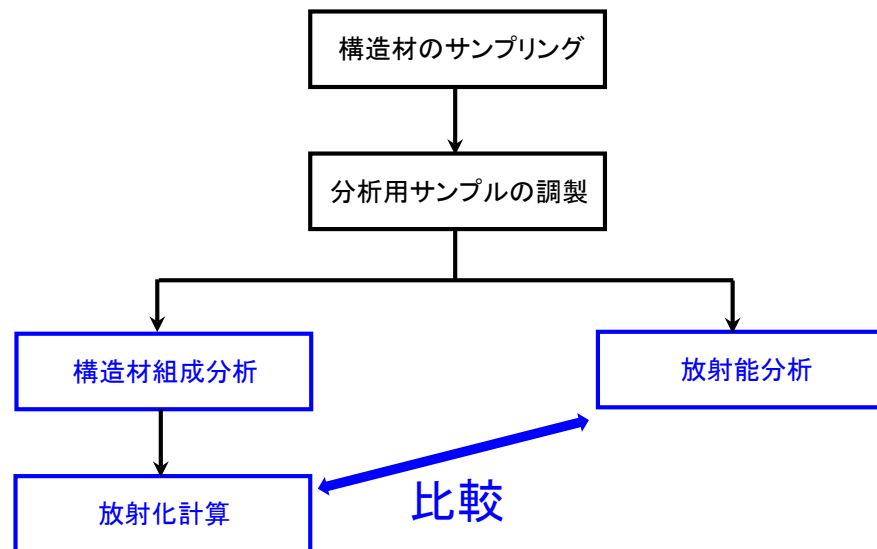 構造材のサンプリング
分析用サンプルの調製
構造材組成分析
放射能分析
放射化計算
比較